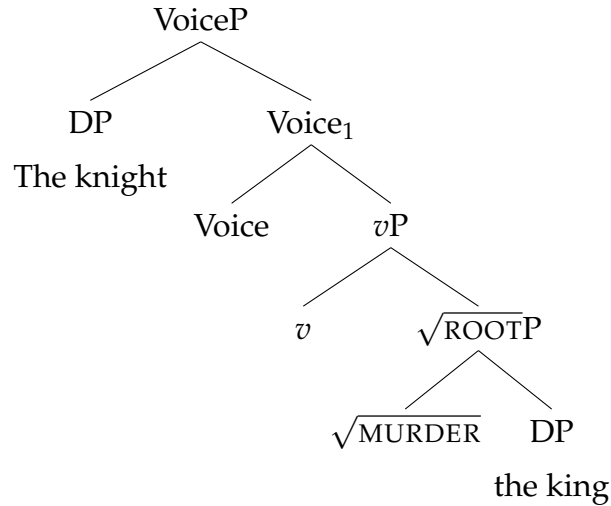 VoiceP
DP Voice₁
The knight
Voice vP
v √ROOTP
√MURDER DP
the king